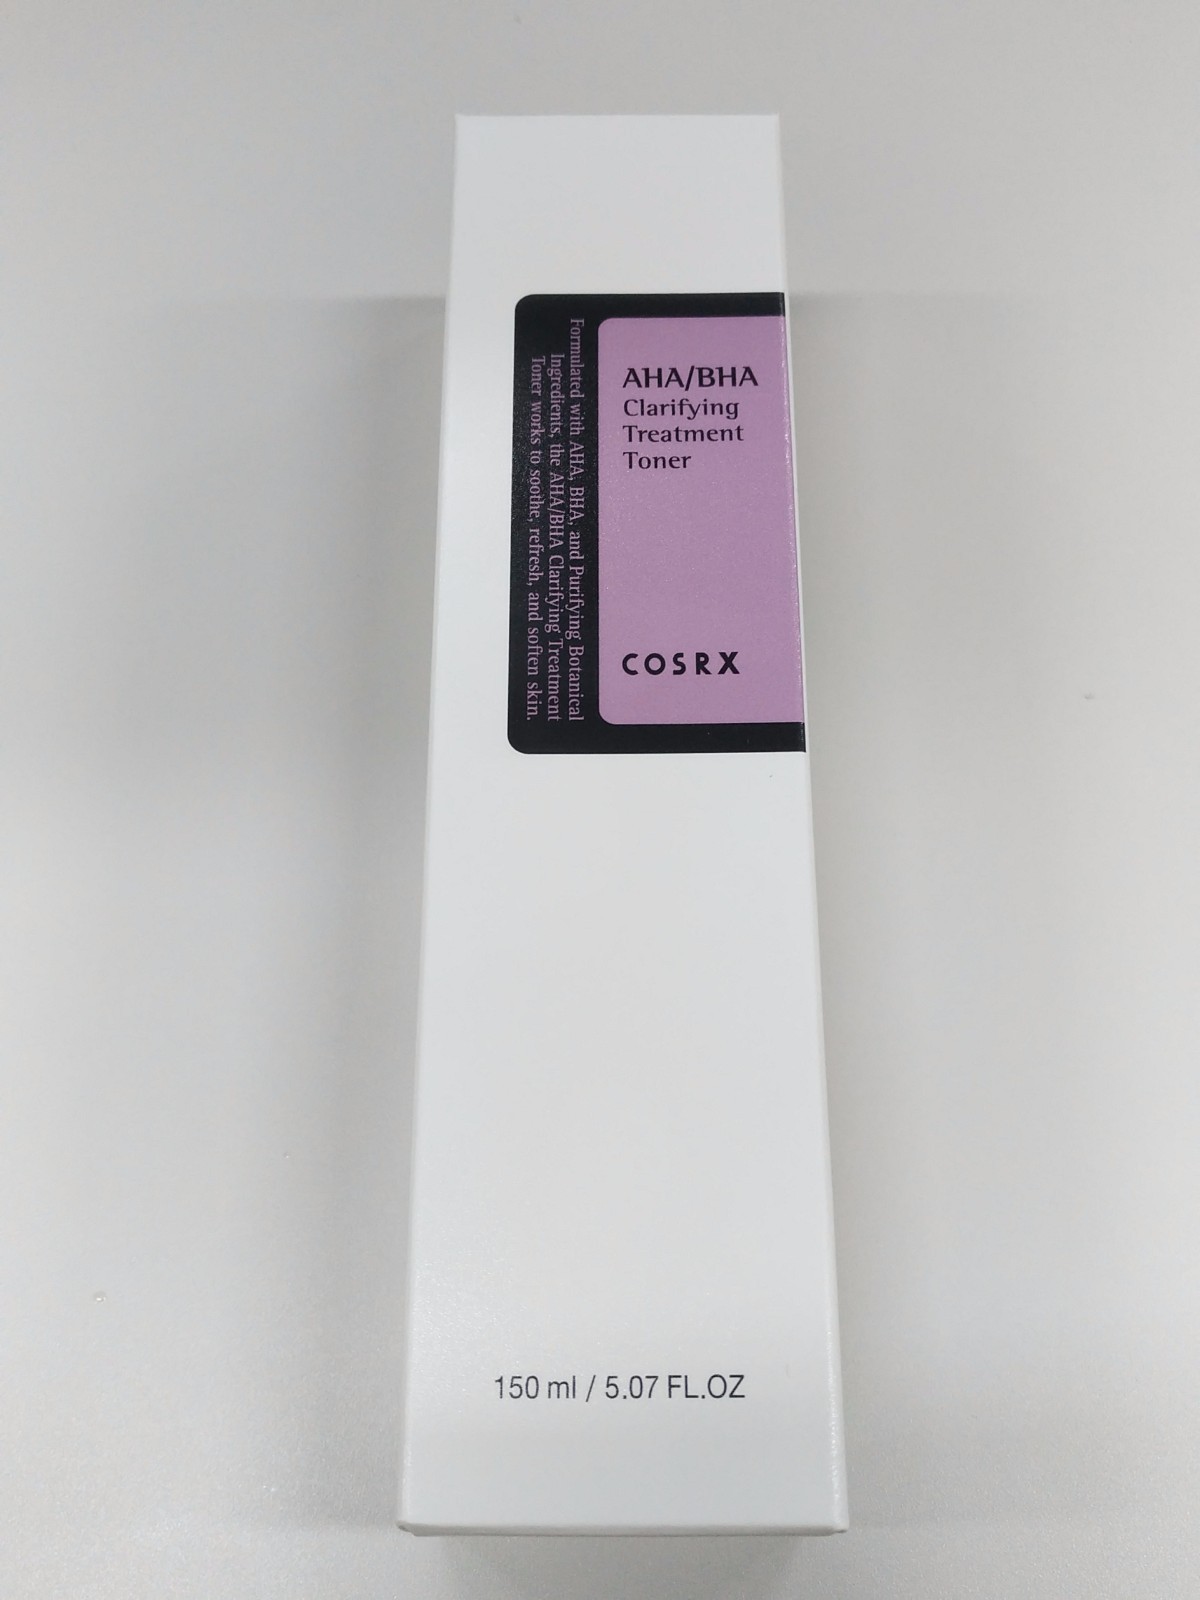 AHA/BHA
Clarifying
Treatment
Toner
COSRX
Formulated with AHA, BHA, and Purifying Botanical
Ingredients, the AHA/BHA Clarifying Treatment
Toner works to soothe, refresh, and soften skin.
150 ml / 5.07 FL.OZ